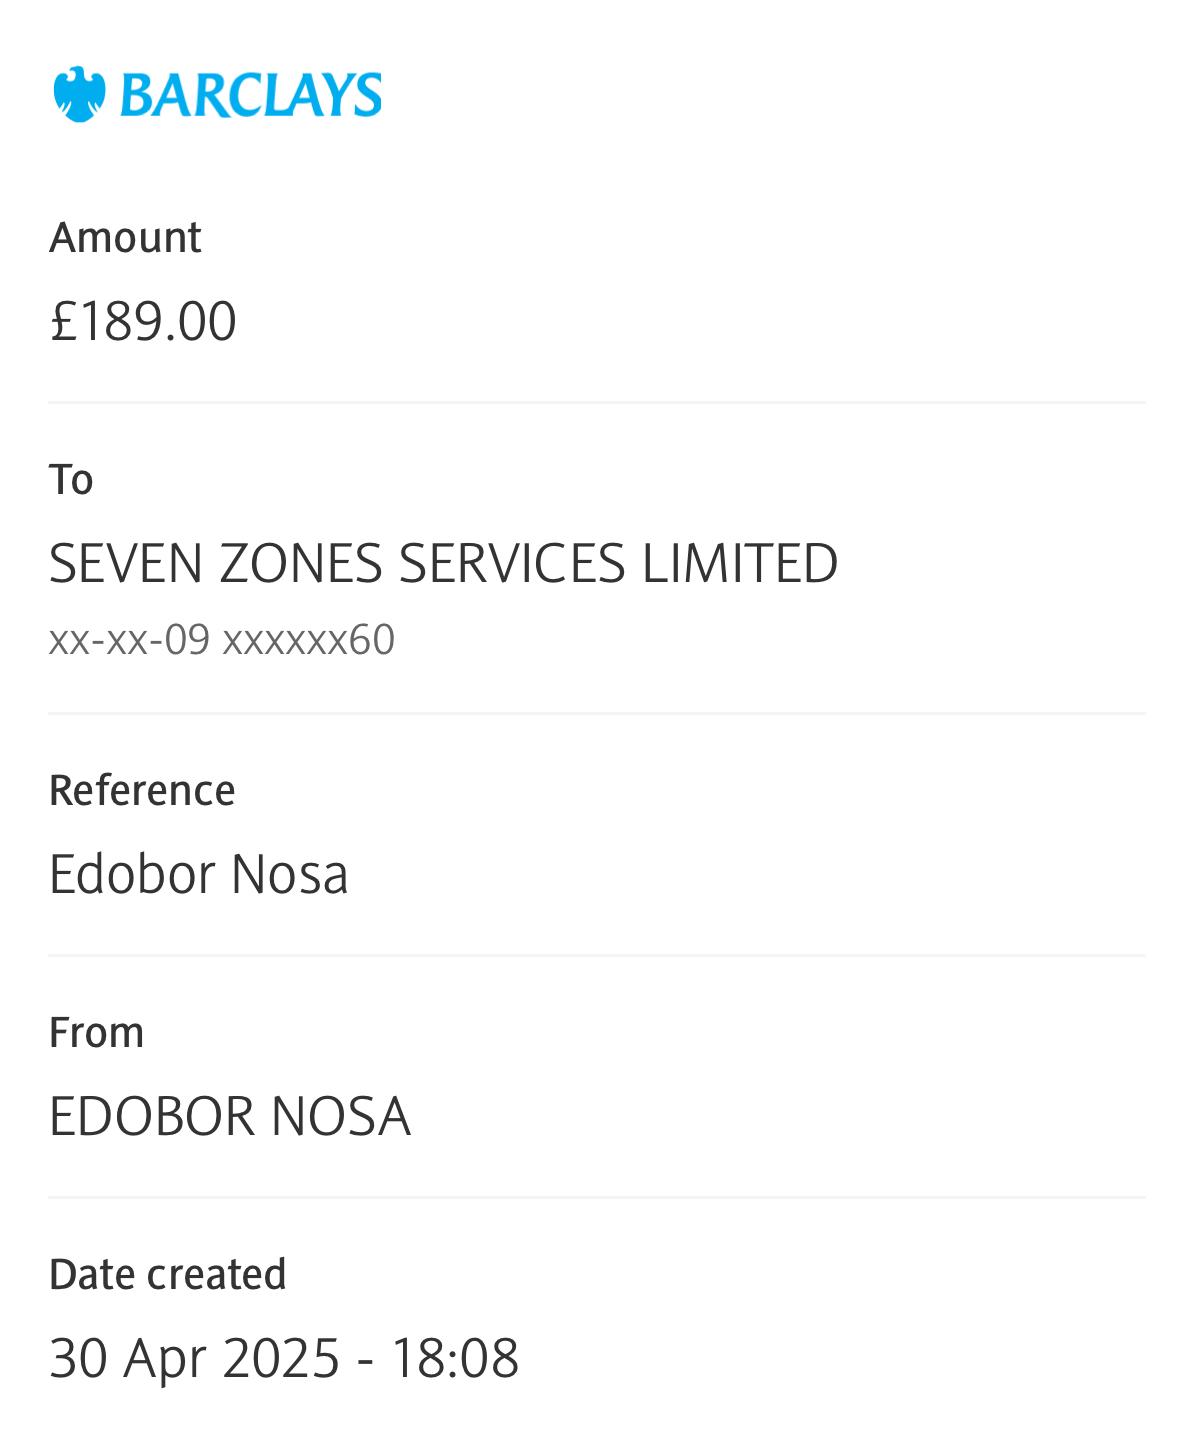 BARCLAYS
Amount
£189.00
To
SEVEN ZONES SERVICES LIMITED
xx-xx-09 xxxxxx60
Reference
Edobor Nosa
From
EDOBOR NOSA
Date created
30 Apr 2025 - 18:08